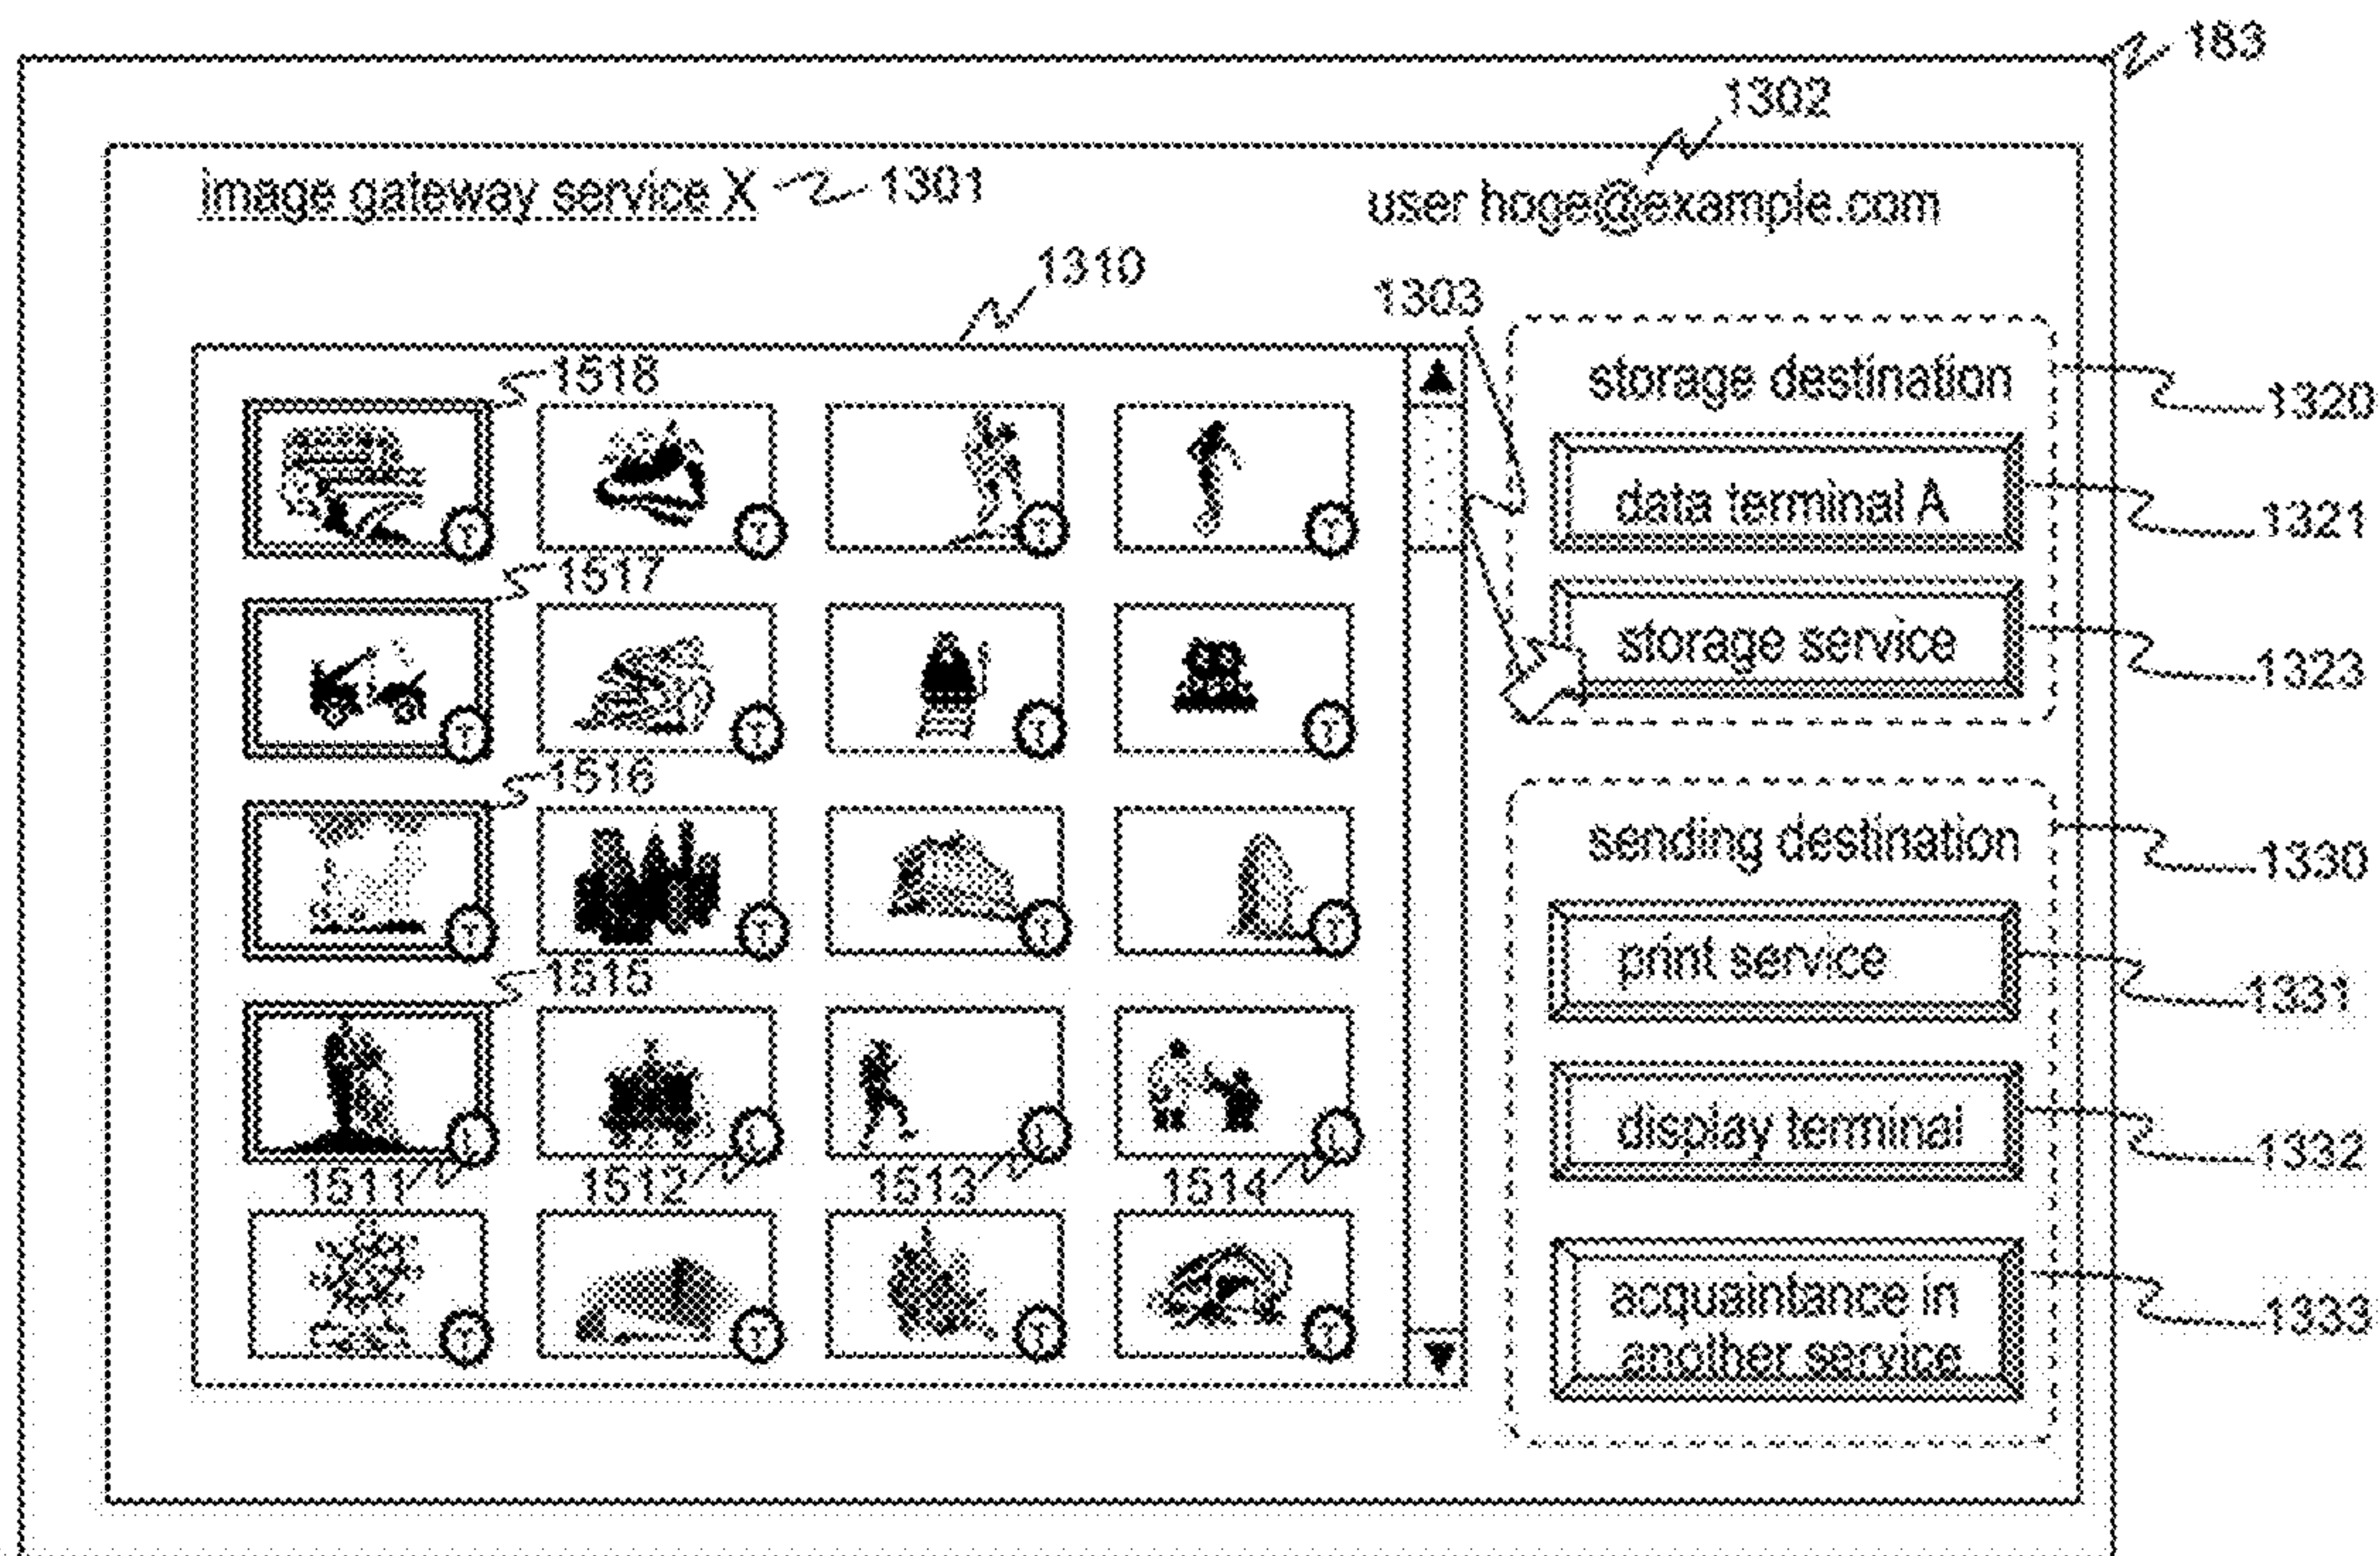 183
1302
image gateway service X 1301
user hoge@example.com
1310
1303
1518
storage destination
1320
data terminal A
1321
T T T T
1517
storage service
1323
T T T T
1516
sending destination
1330
T T T T
1515
print service
1331
L L L L
1511 1512 1513 1514
display terminal
1332
acquaintance in
another service
1333
T T T T